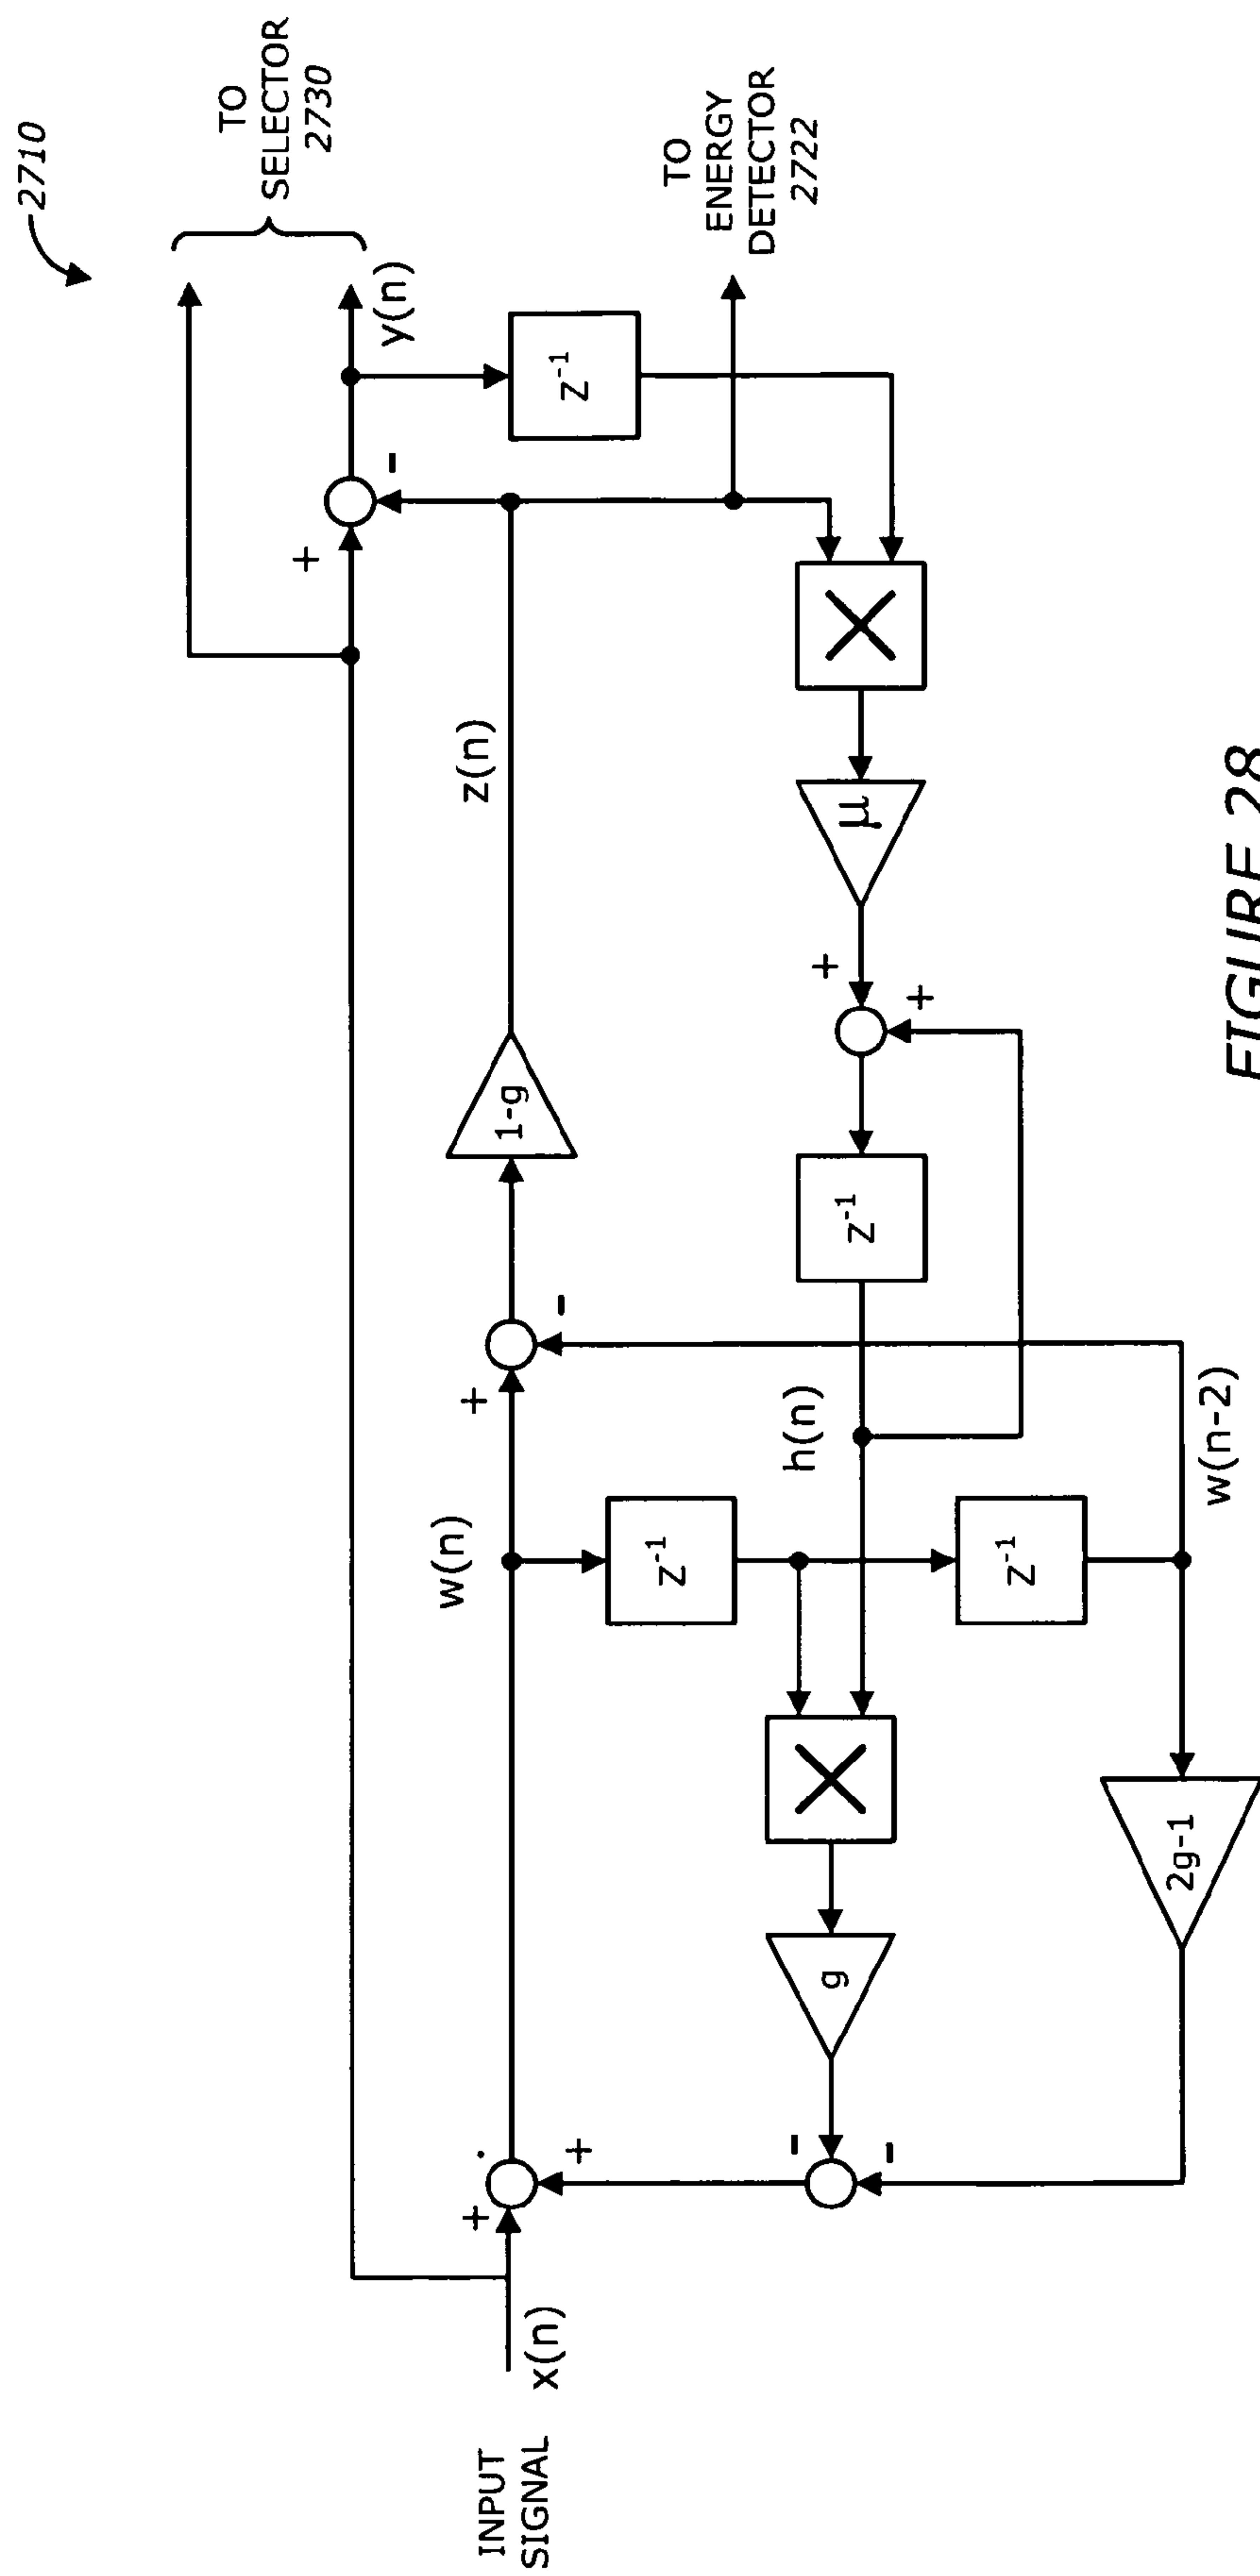 2710
TO
SELECTOR
2730
y(n)
TO
ENERGY
DETECTOR
2722
z⁻¹
-
+
X
z(n)
µ
+
+
1-g
z⁻¹
-
+
h(n)
w(n)
w(n-2)
z⁻¹
z⁻¹
X
2g-1
g
+
-
-
+
x(n)
INPUT
SIGNAL
FIGURE 28